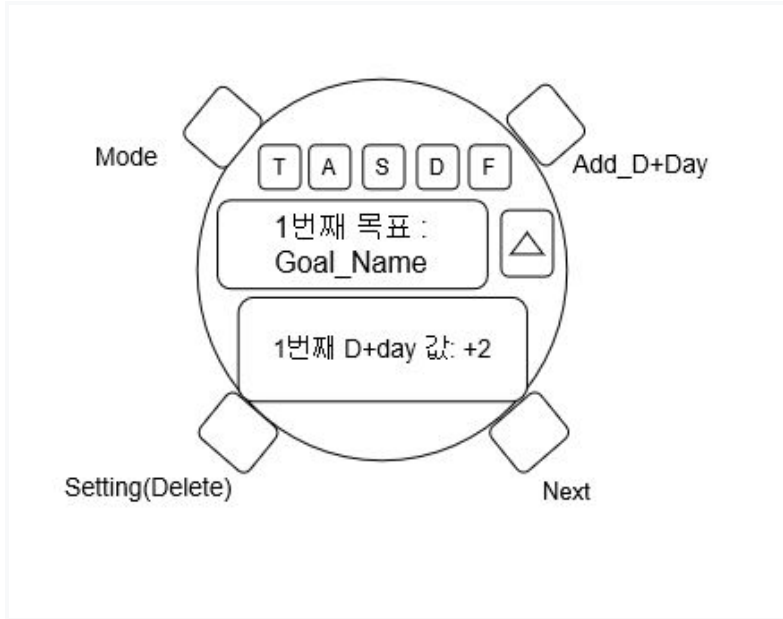 Mode
Add_D+Day
T A S D F
1번째 목표 :
Goal_Name
1번째 D+day 값: +2
Setting(Delete)
Next